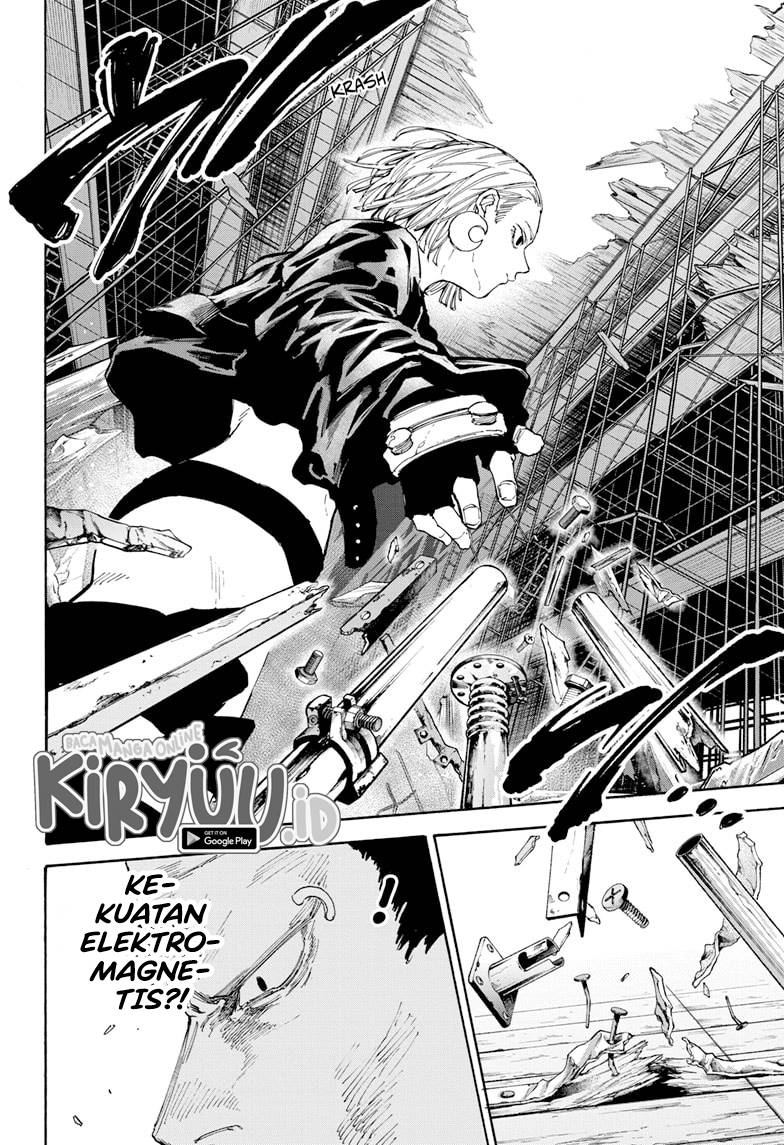 KRASH
BACA MANGA ONLINE
KIRYUU.ID
GET IT ON
Google Play
KE-
KUATAN
ELEKTRO-
MAGNE-
TIS?!
!